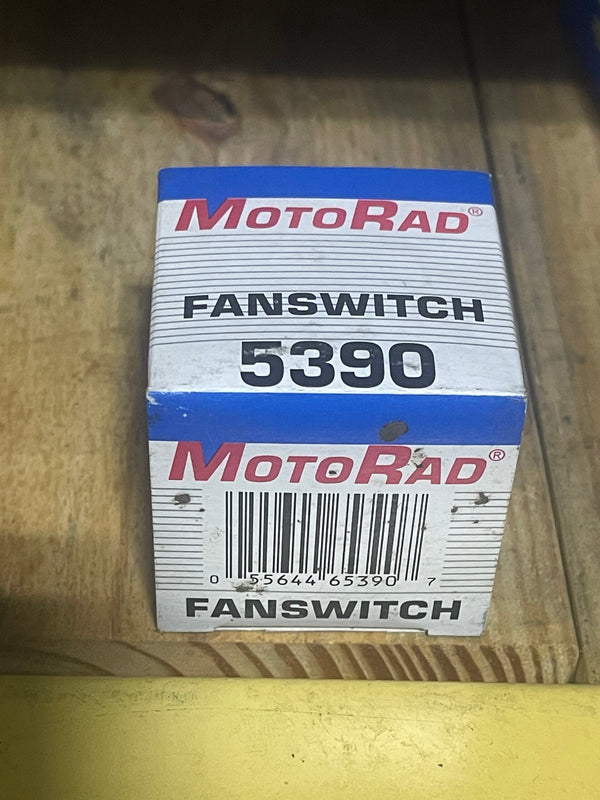 MOTORAD®
FANSWITCH
5390
MOTORAD®
0 55644 65390 7
FANSWITCH